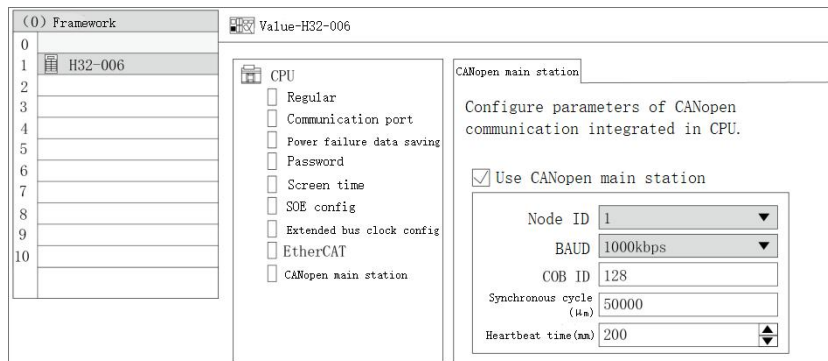 (0) Framework
0
1 H32-006
2
3
4
5
6
7
8
9
10
Value-H32-006
CPU
Regular
Communication port
Power failure data saving
Password
Screen time
SOE config
Extended bus clock config
EtherCAT
CANopen main station
CANopen main station
Configure parameters of CANopen
communication integrated in CPU.
Use CANopen main station
Node ID 1
BAUD 1000kbps
COB ID 128
Synchronous cycle
(μm) 50000
Heartbeat time(mm) 200